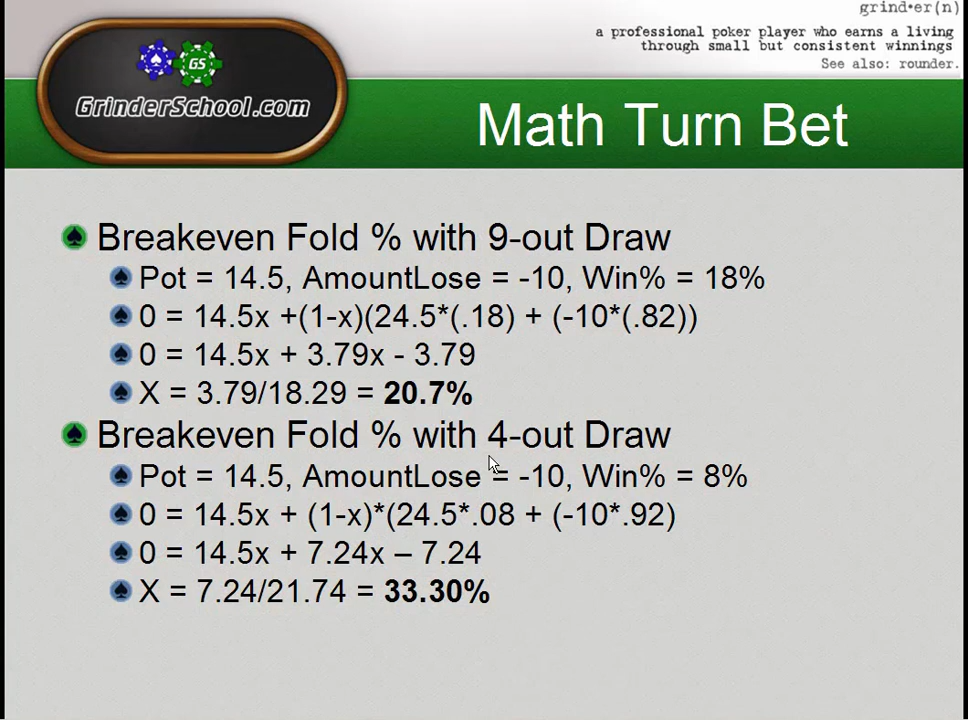 grind•er(n)
a professional poker player who earns a living
through small but consistent winnings
See also: rounder.
GS
GrinderSchool.com
Math Turn Bet
Breakeven Fold % with 9-out Draw
Pot = 14.5, AmountLose = -10, Win% = 18%
0 = 14.5x +(1-x)(24.5*(.18) + (-10*(.82))
0 = 14.5x + 3.79x - 3.79
X = 3.79/18.29 = 20.7%
Breakeven Fold % with 4-out Draw
Pot = 14.5, AmountLose = -10, Win% = 8%
0 = 14.5x + (1-x)*(24.5*.08 + (-10*.92)
0 = 14.5x + 7.24x – 7.24
X = 7.24/21.74 = 33.30%